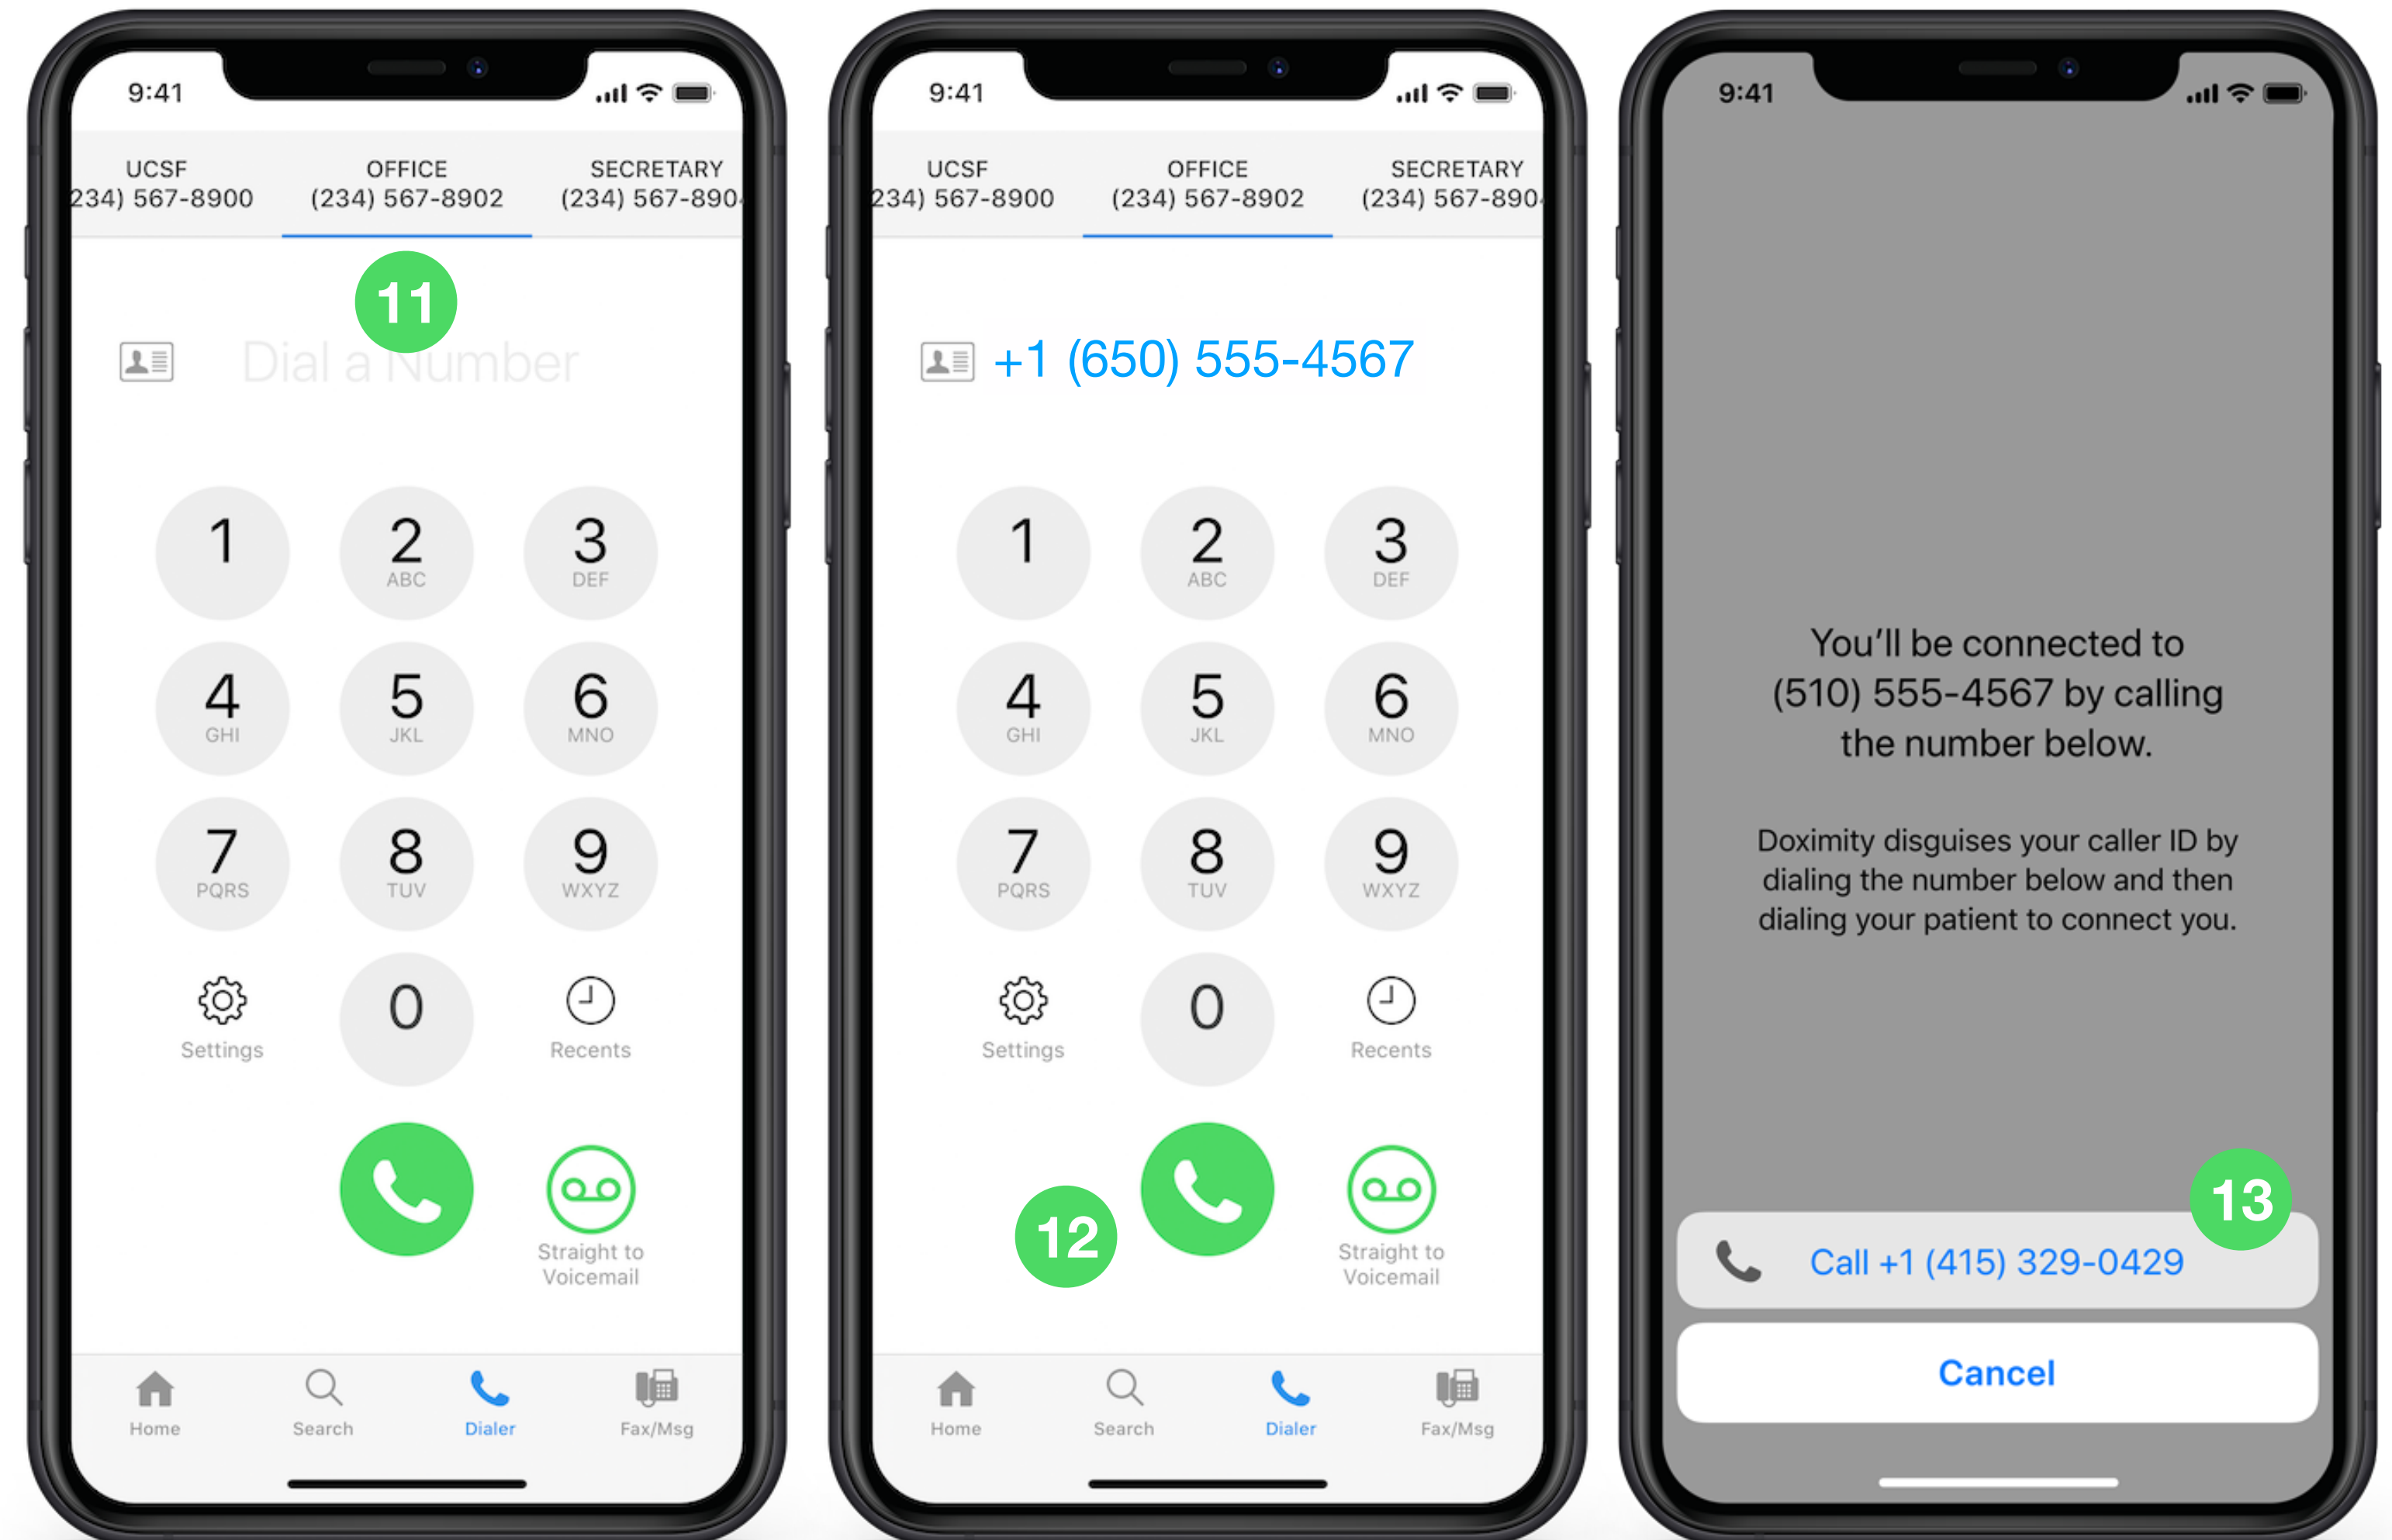 9:41
UCSF
OFFICE
SECRETARY
234) 567-8900
(234) 567-8902
(234) 567-890
11
Dial a Number
1
2
ABC
3
DEF
4
GHI
5
JKL
6
MNO
7
PQRS
8
TUV
9
WXYZ
Settings
0
Recents
Straight to
Voicemail
Home
Search
Dialer
Fax/Msg
9:41
UCSF
OFFICE
SECRETARY
234) 567-8900
(234) 567-8902
(234) 567-890
+1 (650) 555-4567
1
2
ABC
3
DEF
4
GHI
5
JKL
6
MNO
7
PQRS
8
TUV
9
WXYZ
Settings
0
Recents
12
Straight to
Voicemail
Home
Search
Dialer
Fax/Msg
9:41
You’ll be connected to
(510) 555-4567 by calling
the number below.
Doximity disguises your caller ID by
dialing the number below and then
dialing your patient to connect you.
13
Call +1 (415) 329-0429
Cancel